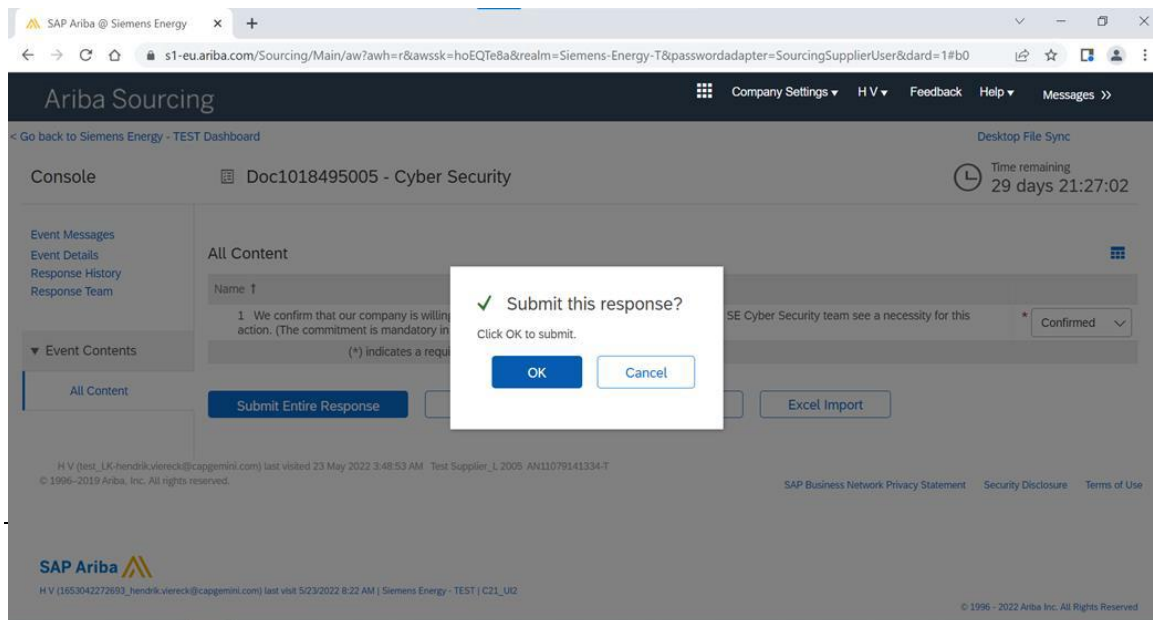 SAP Ariba @ Siemens Energy
s1-eu.ariba.com/Sourcing/Main/aw?awh=r&awssk=hoEQTe8a&realm=Siemens-Energy-T&passwordadapter=SourcingSupplierUser&dard=1#b0
Ariba Sourcing
Company Settings ▾ H V ▾ Feedback Help ▾ Messages >>
< Go back to Siemens Energy - TEST Dashboard
Desktop File Sync
Console
Doc1018495005 - Cyber Security
Time remaining
29 days 21:27:02
Event Messages
Event Details
Response History
Response Team
▼ Event Contents
All Content
All Content
Name ↑
1 We confirm that our company is willing
SE Cyber Security team see a necessity for this
action. (The commitment is mandatory in
* Confirmed
(*) indicates a requi
Submit this response?
Click OK to submit.
OK Cancel
Submit Entire Response
Excel Import
H V (test_LK-hendrik.viereck@capgemini.com) last visited 23 May 2022 3:48:53 AM Test Supplier_L 2005 AN11079141334-T
© 1996–2019 Ariba, Inc. All rights reserved.
SAP Business Network Privacy Statement Security Disclosure Terms of Use
SAP Ariba
H V (1653042272693_hendrik.viereck@capgemini.com) last visit 5/23/2022 8:22 AM | Siemens Energy - TEST | C21_UI2
© 1996 - 2022 Ariba Inc. All Rights Reserved